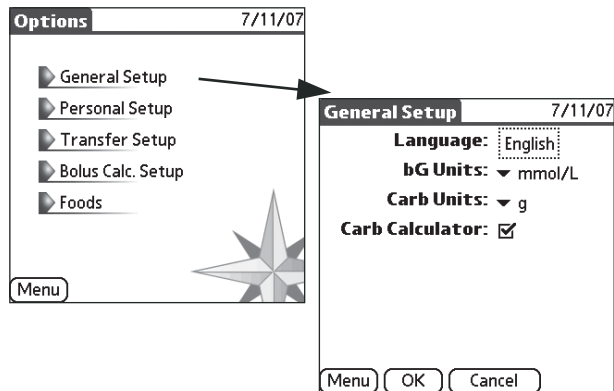 Options 7/11/07
General Setup
Personal Setup
Transfer Setup
Bolus Calc. Setup
Foods
Menu
General Setup 7/11/07
Language: English
bG Units: mmol/L
Carb Units: g
Carb Calculator:
Menu OK Cancel